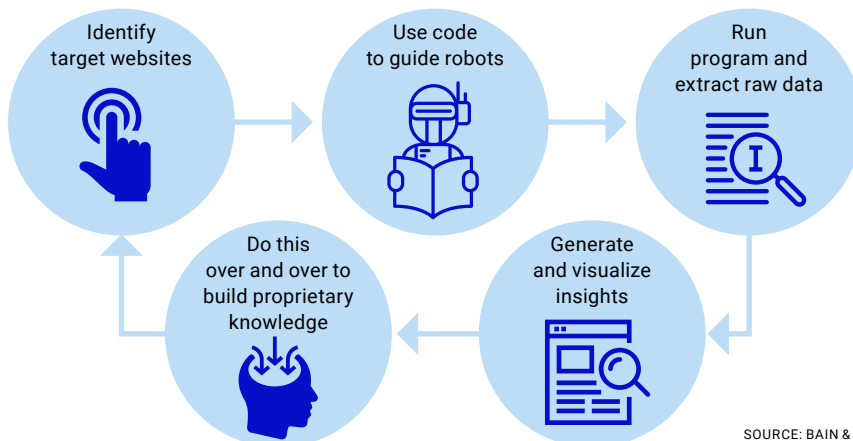 Identify
target websites
Use code
to guide robots
Run
program and
extract raw data
I
Do this
over and over to
build proprietary
knowledge
Generate
and visualize
insights
SOURCE: BAIN &